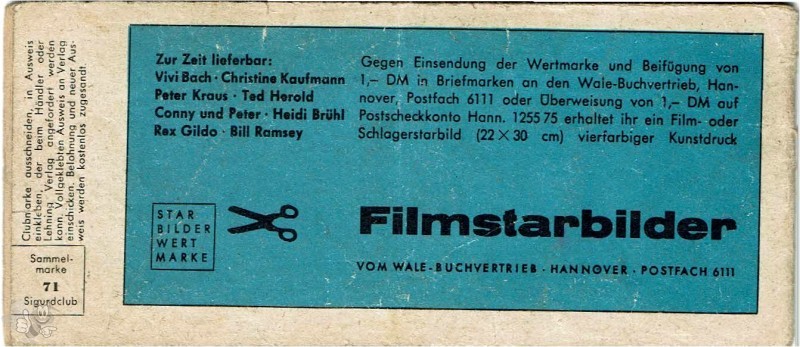 Clubmarke ausschneiden, in Ausweis
einkleben, der beim Händler oder
Lehning Verlag angefordert werden
kann. Vollgeklebten Ausweis an Verlag
einschicken. Belohnung und neuer Aus-
weis werden kostenlos zugesandt.
Sammel-
marke
71
Sigurdclub
Zur Zeit lieferbar:
Vivi Bach · Christine Kaufmann
Peter Kraus · Ted Herold
Conny und Peter · Heidi Brühl
Rex Gildo · Bill Ramsey
Gegen Einsendung der Wertmarke und Beifügung von
1,– DM in Briefmarken an den Wale-Buchvertrieb, Han-
nover, Postfach 6111 oder Überweisung von 1,– DM auf
Postscheckkonto Hann. 125575 erhaltet ihr ein Film- oder
Schlagerstarbild (22 × 30 cm) vierfarbiger Kunstdruck
STAR
BILDER
WERT
MARKE
Filmstarbilder
VOM WALE-BUCHVERTRIEB · HANNOVER · POSTFACH 6111